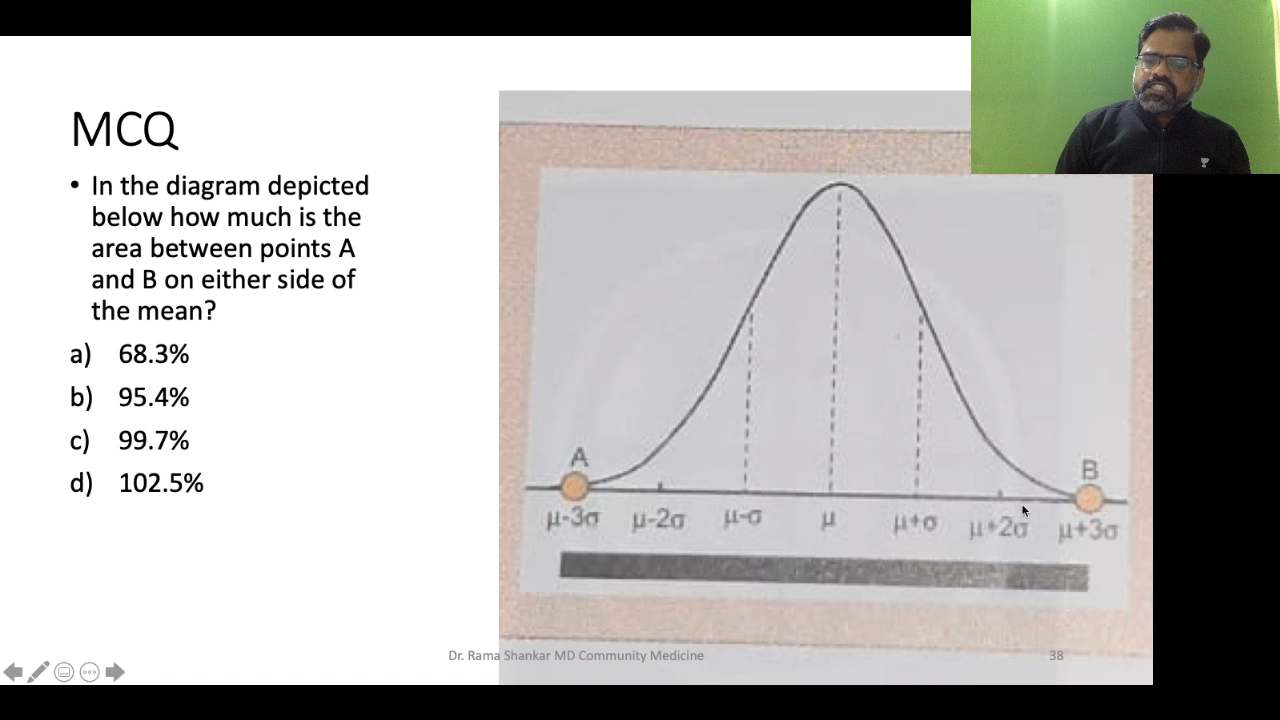 MCQ
• In the diagram depicted
below how much is the
area between points A
and B on either side of
the mean?
a) 68.3%
b) 95.4%
c) 99.7%
d) 102.5%
A
B
μ-3σ μ-2σ μ-σ μ μ+σ μ+2σ μ+3σ
Dr. Rama Shankar MD Community Medicine
38